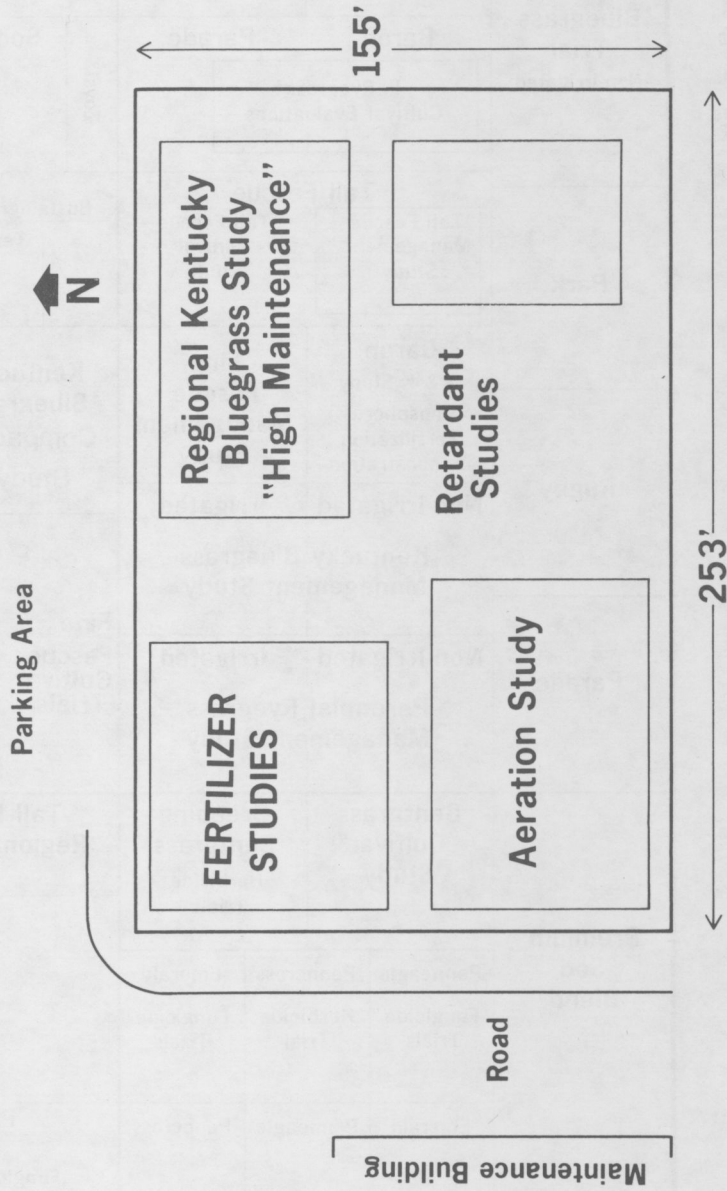 Parking Area
N
Maintenance Building
Road
FERTILIZER
STUDIES
Regional Kentucky
Bluegrass Study
"High Maintenance"
155’
Aeration Study
Retardant
Studies
253’